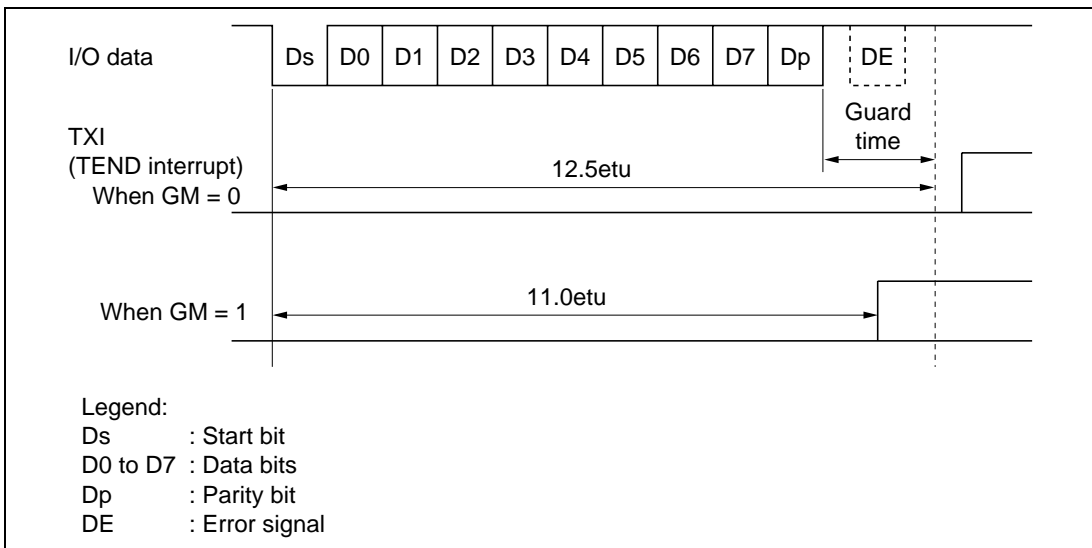 I/O data
Ds D0 D1 D2 D3 D4 D5 D6 D7 Dp DE
Guard
time
TXI
(TEND interrupt)
When GM = 0
12.5etu
When GM = 1
11.0etu
Legend:
Ds : Start bit
D0 to D7 : Data bits
Dp : Parity bit
DE : Error signal